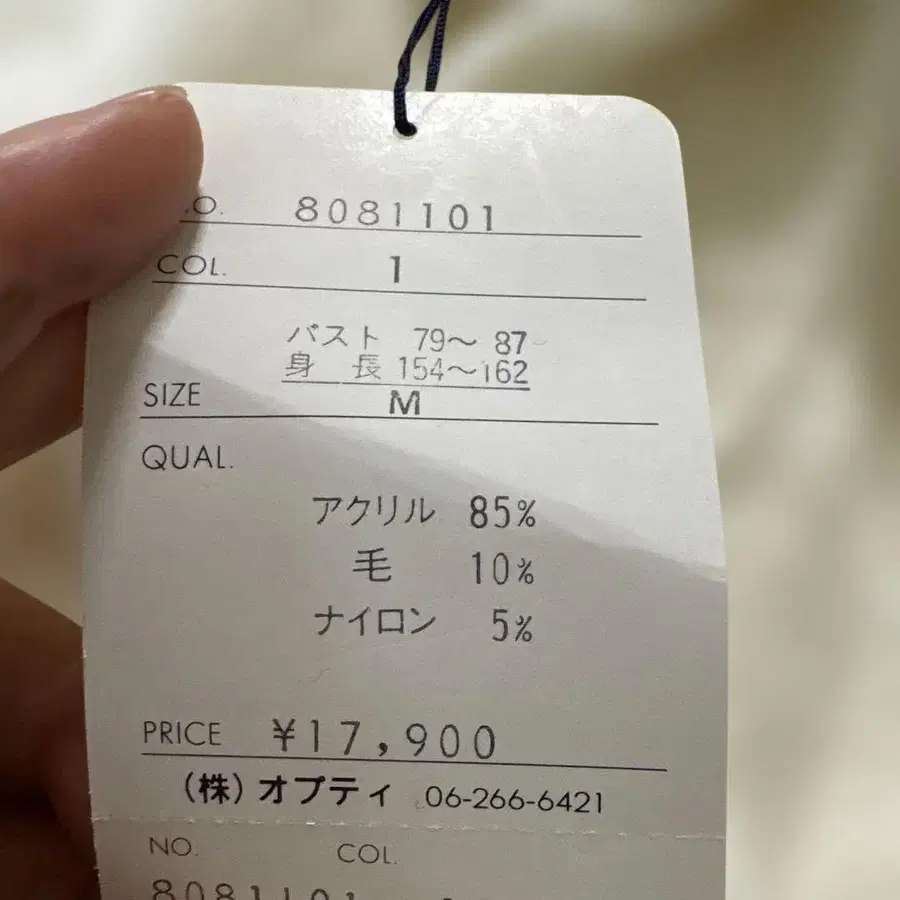 NO. 8081101
COL. 1
バスト 79～87
身長 154～162
SIZE M
QUAL.
アクリル 85%
毛 10%
ナイロン 5%
PRICE ¥17,900
(株)オプティ 06-266-6421
NO. COL.
8081101